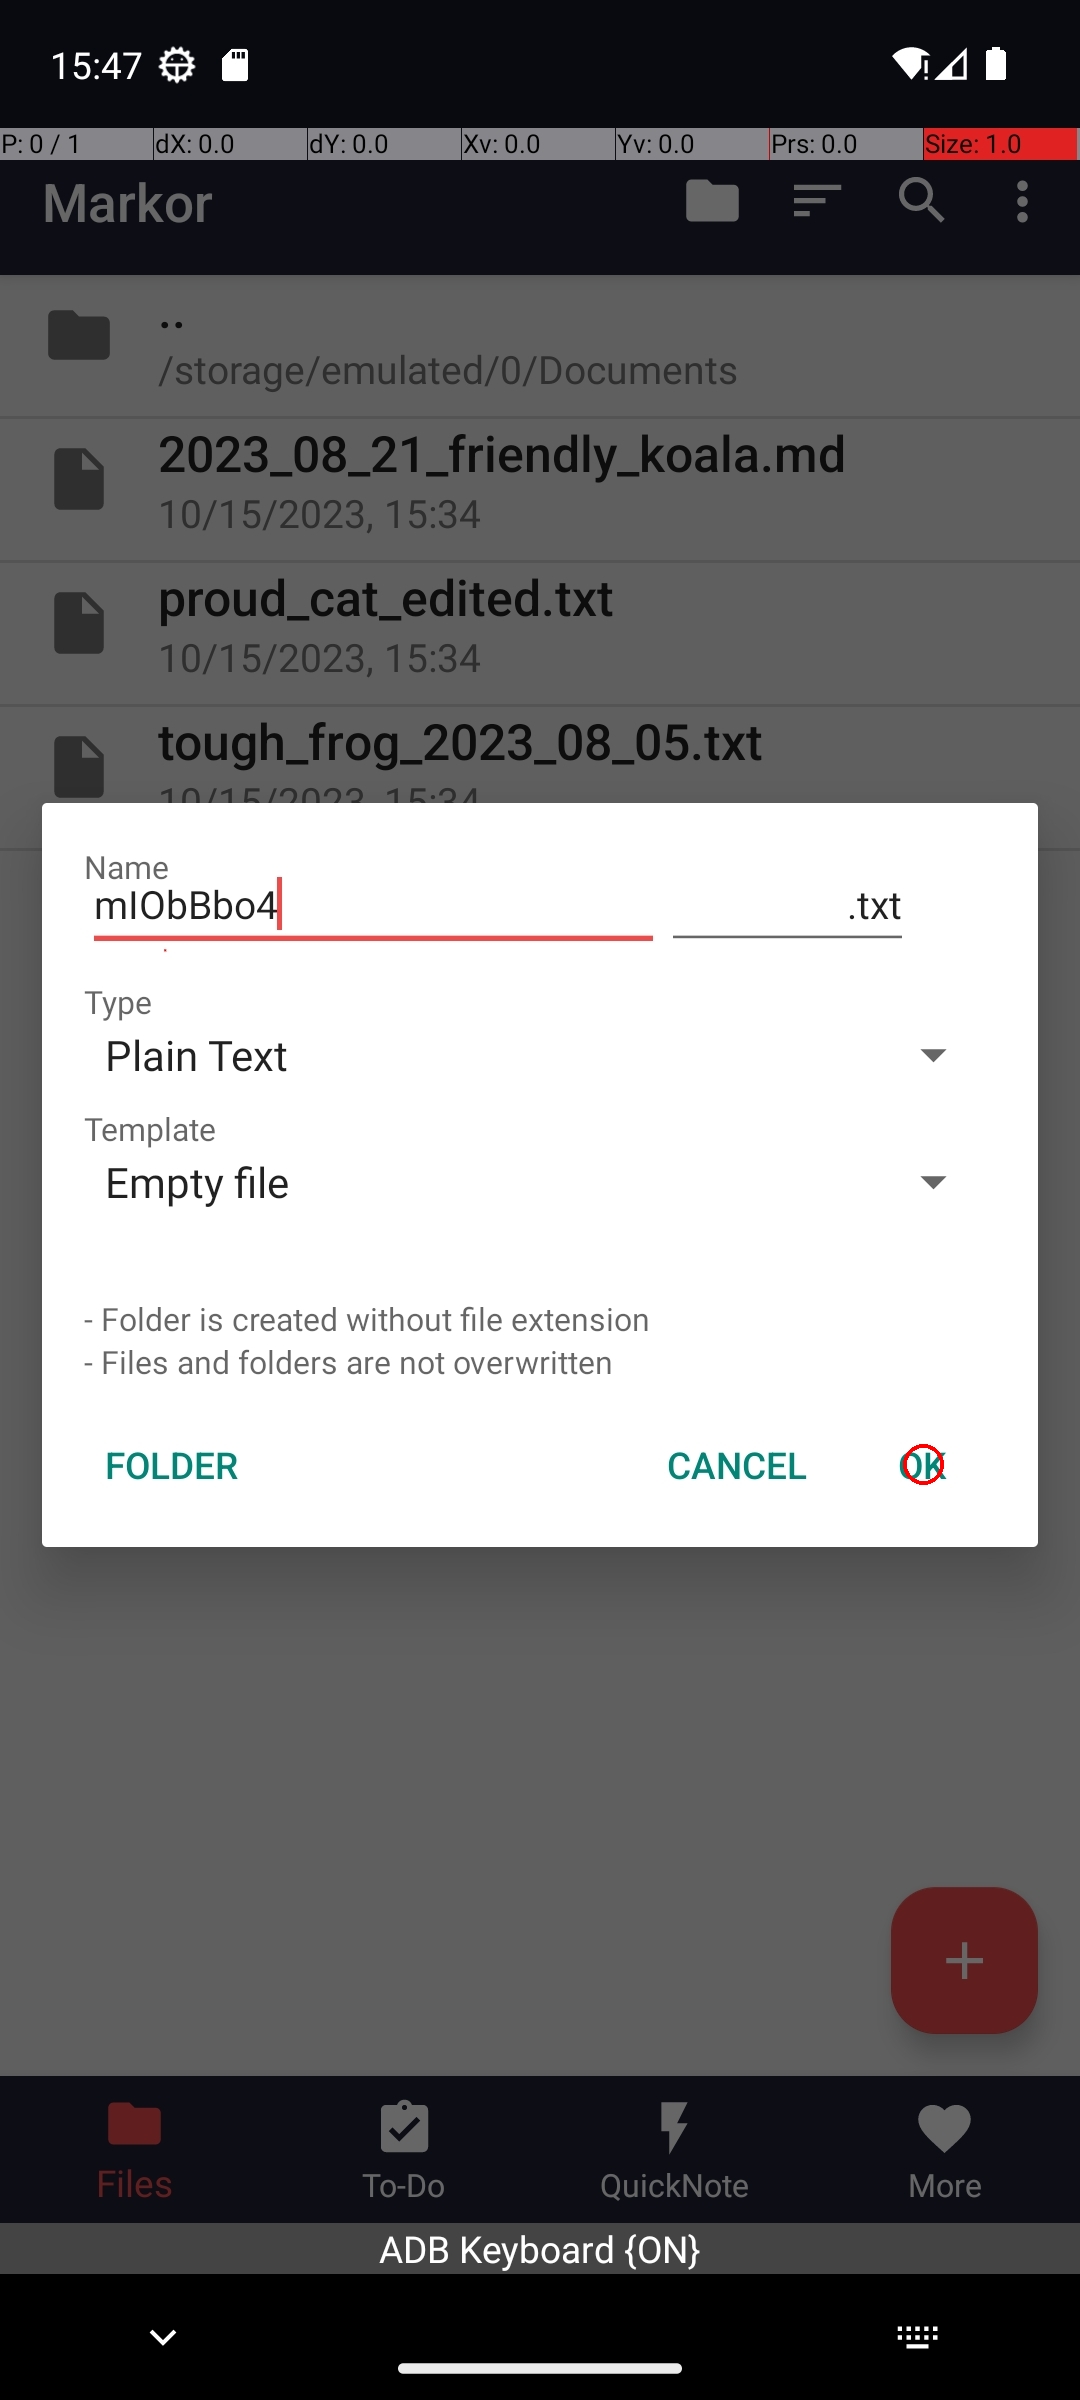 15:47
P: 0 / 1 dX: 0.0 dY: 0.0 Xv: 0.0 Yv: 0.0 Prs: 0.0 Size: 1.0
Markor
..
/storage/emulated/0/Documents
2023_08_21_friendly_koala.md
10/15/2023, 15:34
proud_cat_edited.txt
10/15/2023, 15:34
tough_frog_2023_08_05.txt
10/15/2023, 15:34
Name
mIObBbo4 .txt
Type
Plain Text
Template
Empty file
- Folder is created without file extension
- Files and folders are not overwritten
FOLDER CANCEL OK
Files To-Do QuickNote More
ADB Keyboard {ON}